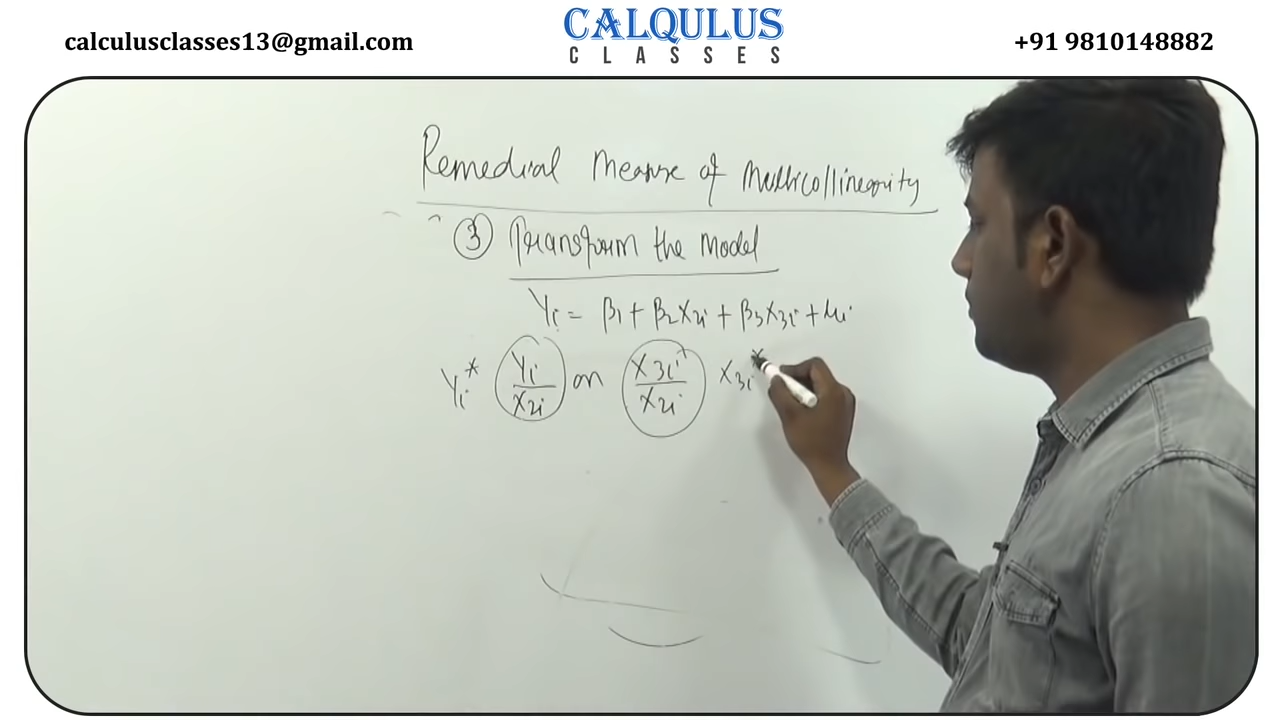 calculusclasses13@gmail.com
CALQULUS
CLASSES
+91 9810148882
Remedial Measure of Multicollinearity
③ Transform the Model
Yi = β1 + β2X2i + β3X3i + μi
Yi* Yi/X2i on X3i/X2i X3i*